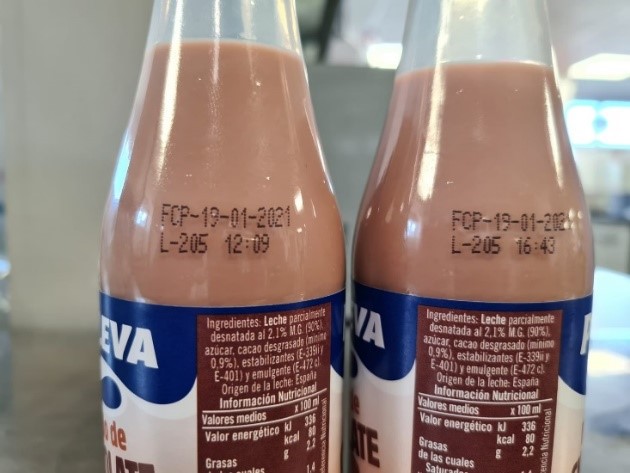 FCP-19-01-2021
L-205 12:09
EVA
Ingredientes: Leche parcialmente
desnatada al 2,1% M.G. (90%),
azúcar, cacao desgrasado (mínimo
0,9%), estabilizantes (E-339ii y
E-401) y emulgente (E-472 c).
Origen de la leche: España
Información Nutricional
Valores medios x 100 ml
Valor energético kJ 336
kcal 80
Grasas g 2,2
de las cuales
de
FCP-19-01-202
L-205 16:43
VA
Ingredientes: Leche parcialmente
desnatada al 2,1% M.G. (90%),
azúcar, cacao desgrasado (mínimo
0,9%), estabilizantes (E-339ii y
E-401) y emulgente (E-472 c).
Origen de la leche: España
Información Nutricional
Valores medios x 100 ml
Valor energético kJ 336
kcal 80
Grasas g 2,2
de las cuales
ATE